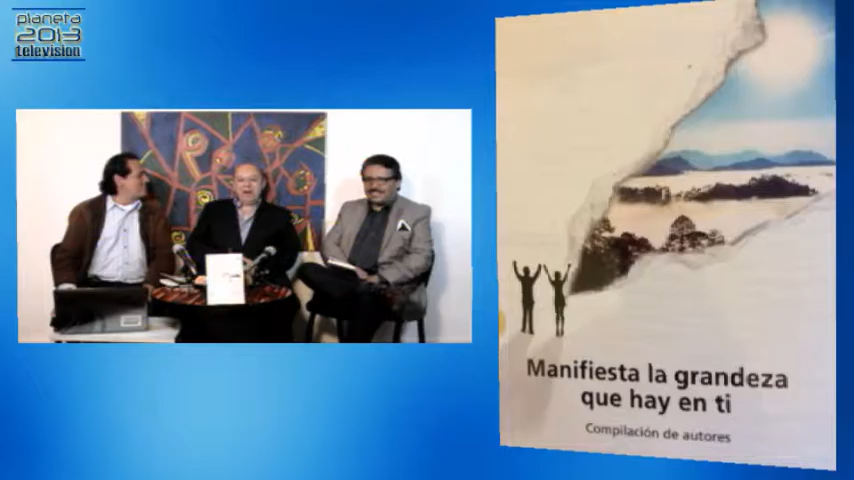 planeta
2013
television
Manifiesta la grandeza
que hay en ti
Compilación de autores